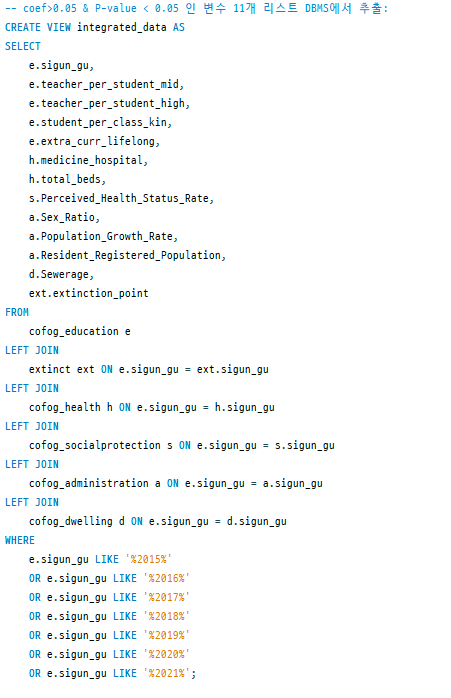 -- coef>0.05 & P-value < 0.05 인 변수 11개 리스트 DBMS에서 추출:
CREATE VIEW integrated_data AS
SELECT
    e.sigun_gu,
    e.teacher_per_student_mid,
    e.teacher_per_student_high,
    e.student_per_class_kin,
    e.extra_curr_lifelong,
    h.medicine_hospital,
    h.total_beds,
    s.Perceived_Health_Status_Rate,
    a.Sex_Ratio,
    a.Population_Growth_Rate,
    a.Resident_Registered_Population,
    d.Sewerage,
    ext.extinction_point
FROM
    cofog_education e
LEFT JOIN
    extinct ext ON e.sigun_gu = ext.sigun_gu
LEFT JOIN
    cofog_health h ON e.sigun_gu = h.sigun_gu
LEFT JOIN
    cofog_socialprotection s ON e.sigun_gu = s.sigun_gu
LEFT JOIN
    cofog_administration a ON e.sigun_gu = a.sigun_gu
LEFT JOIN
    cofog_dwelling d ON e.sigun_gu = d.sigun_gu
WHERE
    e.sigun_gu LIKE '%2015%'
    OR e.sigun_gu LIKE '%2016%'
    OR e.sigun_gu LIKE '%2017%'
    OR e.sigun_gu LIKE '%2018%'
    OR e.sigun_gu LIKE '%2019%'
    OR e.sigun_gu LIKE '%2020%'
    OR e.sigun_gu LIKE '%2021%';